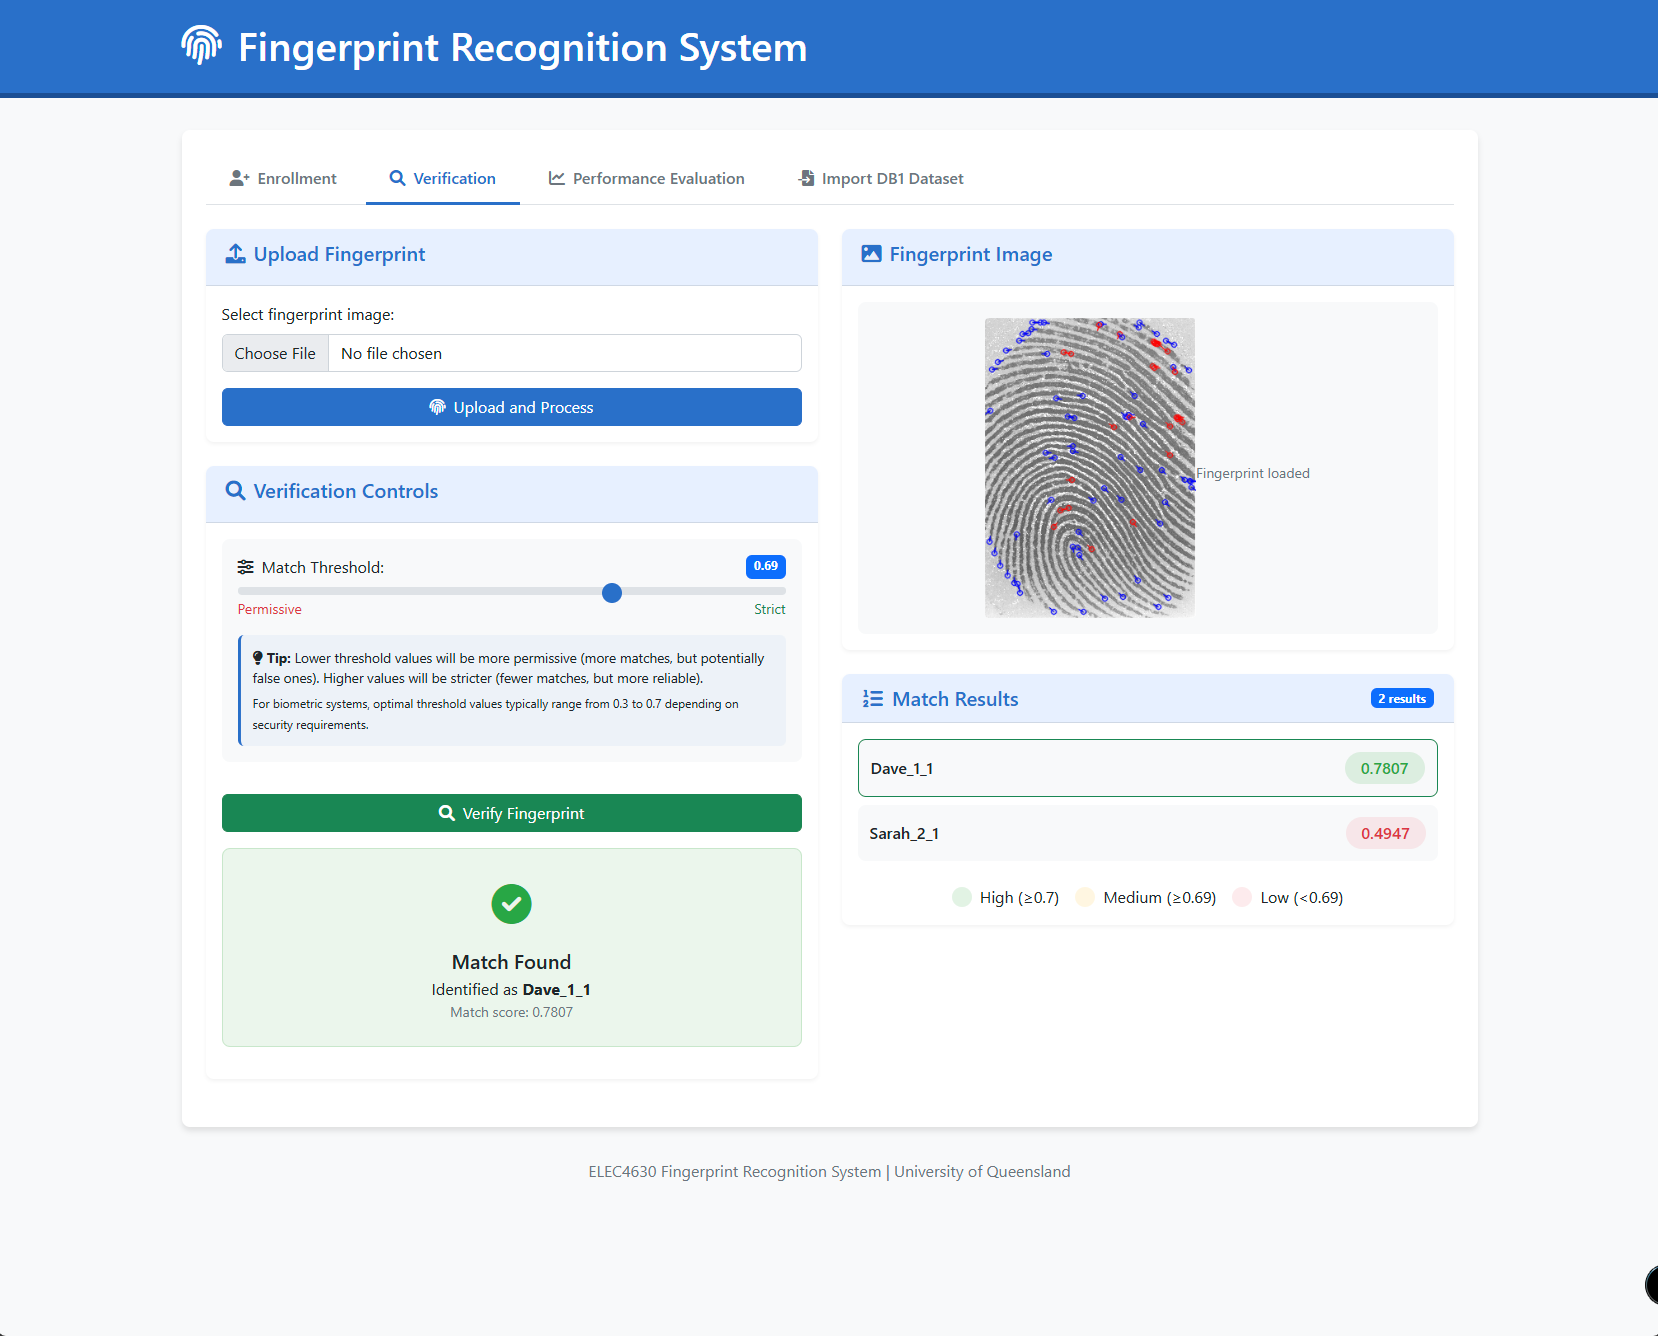 Fingerprint Recognition System
Enrollment
Verification
Performance Evaluation
Import DB1 Dataset
Upload Fingerprint
Select fingerprint image:
Choose File No file chosen
Upload and Process
Verification Controls
Match Threshold: 0.69
Permissive Strict
Tip: Lower threshold values will be more permissive (more matches, but potentially
false ones). Higher values will be stricter (fewer matches, but more reliable).
For biometric systems, optimal threshold values typically range from 0.3 to 0.7 depending on
security requirements.
Verify Fingerprint
Match Found
Identified as Dave_1_1
Match score: 0.7807
Fingerprint Image
Fingerprint loaded
Match Results 2 results
Dave_1_1 0.7807
Sarah_2_1 0.4947
High (≥0.7) Medium (≥0.69) Low (<0.69)
ELEC4630 Fingerprint Recognition System | University of Queensland